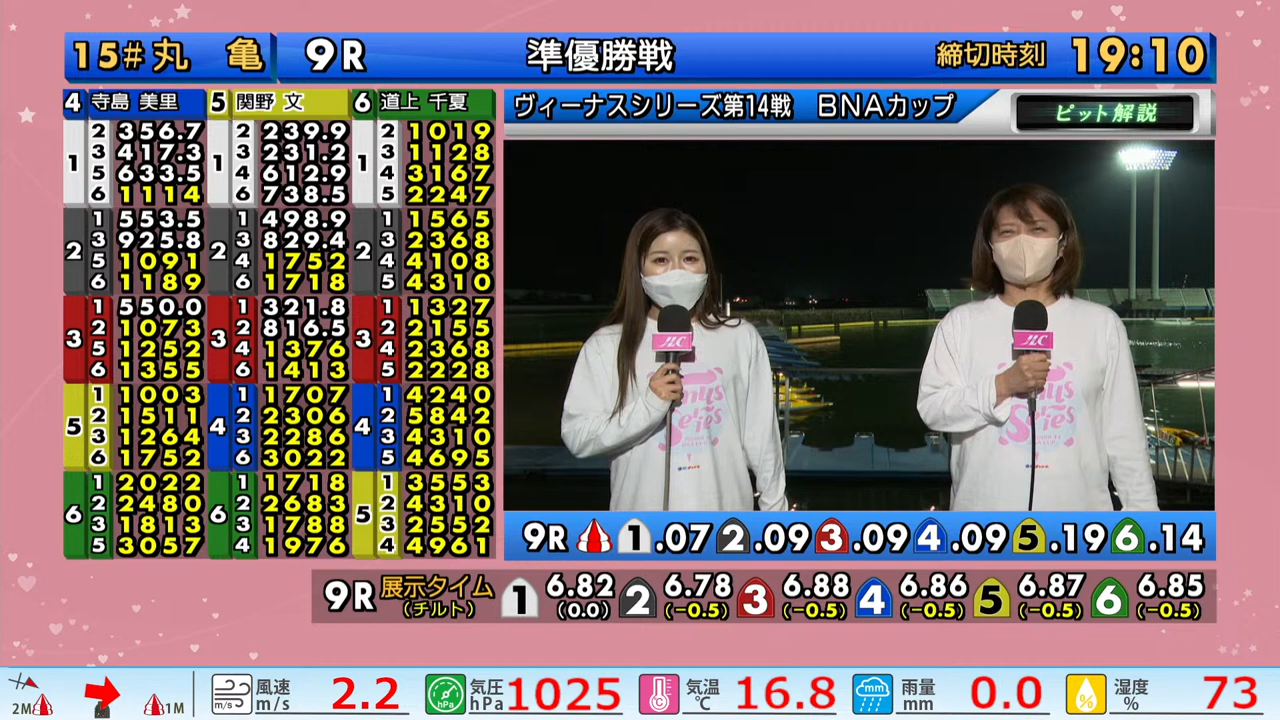 15# 丸 亀 9R 準優勝戦 締切時刻 19:10
4 寺島 美里 5 関野 文 6 道上 千夏
ヴィーナスシリーズ第14戦 BNAカップ
ピット解説
1 2 356.7 1 2 239.9 1 2 1019
3 417.3 3 231.2 3 1128
5 633.5 4 612.9 4 3167
6 1114 6 738.5 5 2247
2 1 553.5 2 1 498.9 2 1 1565
3 925.8 3 829.4 3 2368
5 1091 4 1752 4 4108
6 1189 6 1718 5 4310
3 1 550.0 3 1 321.8 3 1 1327
2 1073 2 816.5 2 2155
5 1252 4 1376 4 2368
6 1355 6 1413 5 2228
5 1 1003 4 1 1707 4 1 4240
2 1511 2 2306 2 5842
3 1264 3 2286 3 4310
6 1752 6 3022 5 4695
6 1 2022 6 1 1718 5 1 3553
2 2480 2 2683 2 4310
3 1813 3 1788 3 2552
5 3057 4 1976 4 4961
JLC JLC
Venus Series
9R 1 .07 2 .09 3 .09 4 .09 5 .19 6 .14
9R 展示タイム (チルト) 1 6.82 (0.0) 2 6.78 (-0.5) 3 6.88 (-0.5) 4 6.86 (-0.5) 5 6.87 (-0.5) 6 6.85 (-0.5)
2M 1M 風速 m/s 2.2 気圧 hPa 1025 気温 ℃ 16.8 雨量 mm 0.0 湿度 % 73